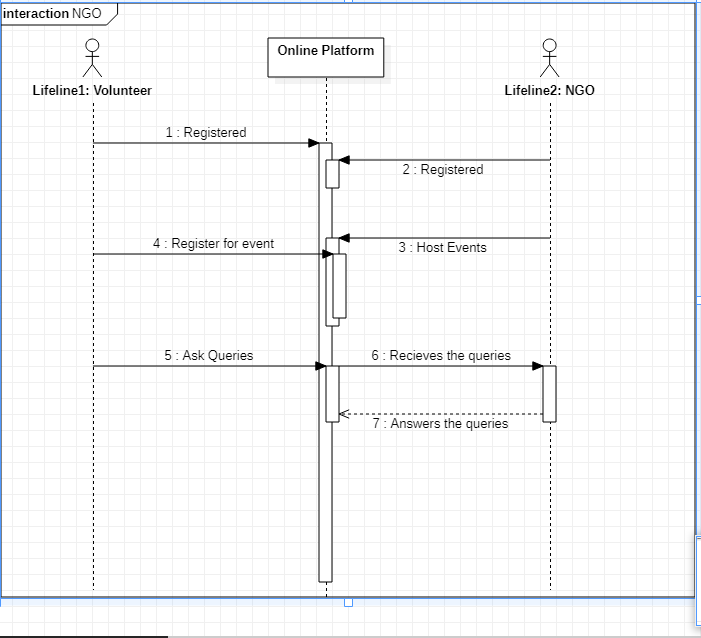 interaction NGO
Online Platform
Lifeline1: Volunteer
Lifeline2: NGO
1 : Registered
2 : Registered
4 : Register for event
3 : Host Events
5 : Ask Queries
6 : Recieves the queries
7 : Answers the queries